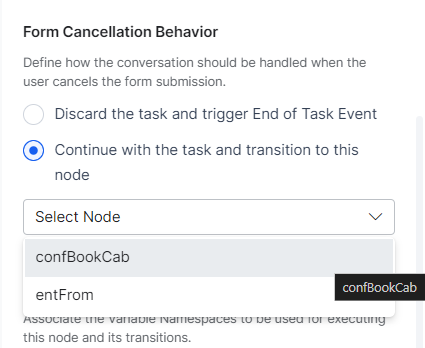 Form Cancellation Behavior
Define how the conversation should be handled when the
user cancels the form submission.
Discard the task and trigger End of Task Event
Continue with the task and transition to this
node
Select Node
confBookCab
confBookCab
entFrom
Associate the Variable Namespaces to be used for executing
this node and its transitions.